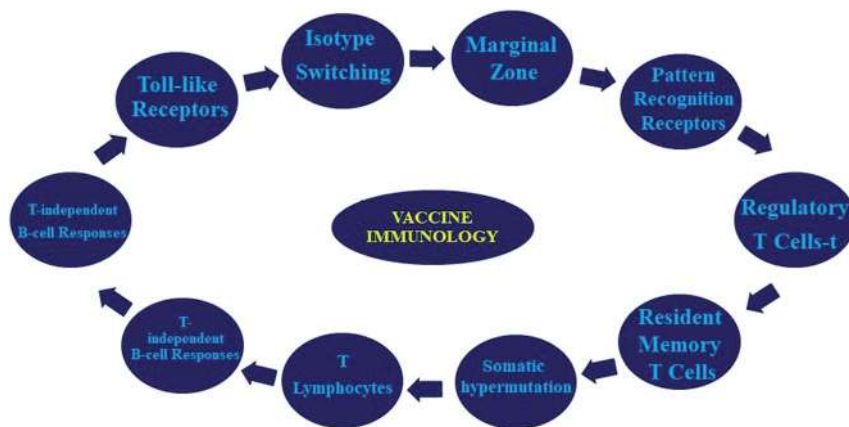 Isotype
Switching
Marginal
Zone
Toll-like
Receptors
Pattern
Recognition
Receptors
T-independent
B-cell Responses
VACCINE
IMMUNOLOGY
Regulatory
T Cells-t
T-
independent
B-cell Responses
T
Lymphocytes
Somatic
hypermutation
Resident
Memory
T Cells